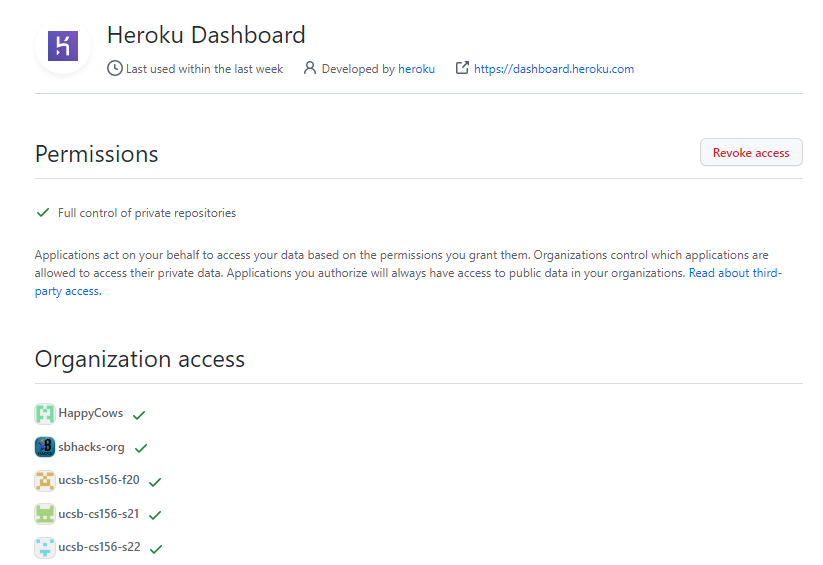 Heroku Dashboard
Last used within the last week Developed by heroku https://dashboard.heroku.com
Permissions
Revoke access
Full control of private repositories
Applications act on your behalf to access your data based on the permissions you grant them. Organizations control which applications are
allowed to access their private data. Applications you authorize will always have access to public data in your organizations. Read about third-
party access.
Organization access
HappyCows
sbhacks-org
ucsb-cs156-f20
ucsb-cs156-s21
ucsb-cs156-s22